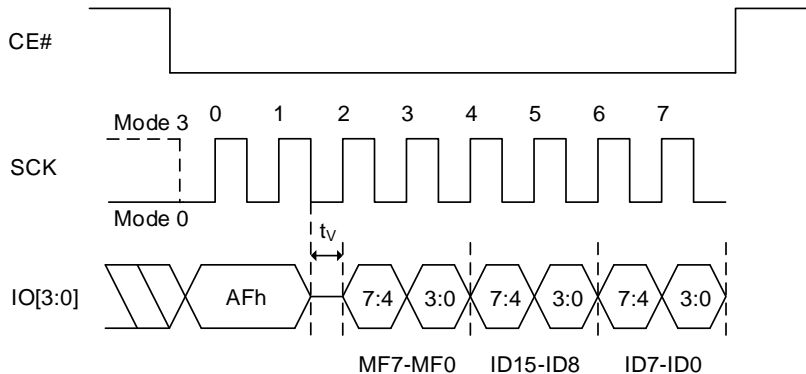 CE#
Mode 3
0 1 2 3 4 5 6 7
SCK
Mode 0
tV
IO[3:0]
AFh 7:4 3:0 7:4 3:0 7:4 3:0
MF7-MF0 ID15-ID8 ID7-ID0